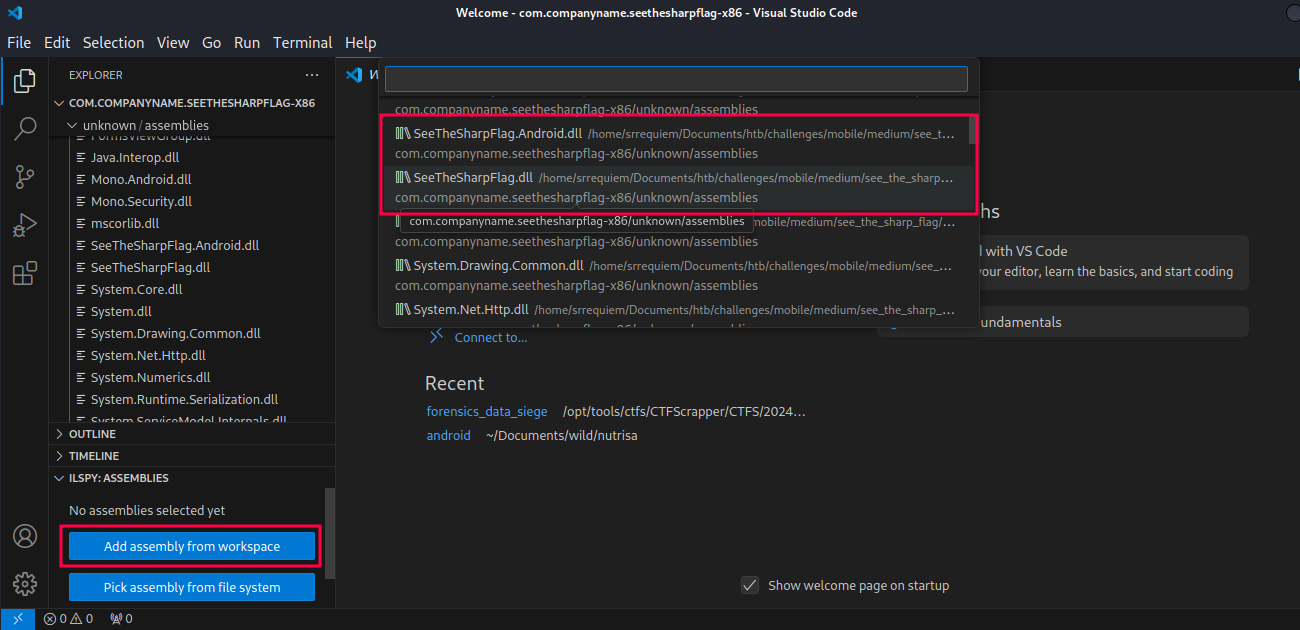 Welcome - com.companyname.seethesharpflag-x86 - Visual Studio Code
File Edit Selection View Go Run Terminal Help
EXPLORER ...
COM.COMPANYNAME.SEETHESHARPFLAG-X86
unknown / assemblies
FormsViewGroup.dll
Java.Interop.dll
Mono.Android.dll
Mono.Security.dll
mscorlib.dll
SeeTheSharpFlag.Android.dll
SeeTheSharpFlag.dll
System.Core.dll
System.dll
System.Drawing.Common.dll
System.Net.Http.dll
System.Numerics.dll
System.Runtime.Serialization.dll
System.ServiceModel.Internals.dll
OUTLINE
TIMELINE
ILSPY: ASSEMBLIES
No assemblies selected yet
Add assembly from workspace
Pick assembly from file system
com.companyname.seethesharpflag-x86/unknown/assemblies
SeeTheSharpFlag.Android.dll /home/srrequiem/Documents/htb/challenges/mobile/medium/see_t...
com.companyname.seethesharpflag-x86/unknown/assemblies
SeeTheSharpFlag.dll /home/srrequiem/Documents/htb/challenges/mobile/medium/see_the_sharp...
com.companyname.seethesharpflag-x86/unknown/assemblies
com.companyname.seethesharpflag-x86/unknown/assemblies mobile/medium/see_the_sharp_flag/...
com.companyname.seethesharpflag-x86/unknown/assemblies
System.Drawing.Common.dll /home/srrequiem/Documents/htb/challenges/mobile/medium/see_...
com.companyname.seethesharpflag-x86/unknown/assemblies
System.Net.Http.dll /home/srrequiem/Documents/htb/challenges/mobile/medium/see_the_sharp_...
Connect to...
Recent
forensics_data_siege /opt/tools/ctfs/CTFScrapper/CTFS/2024...
android ~/Documents/wild/nutrisa
hs
d with VS Code
your editor, learn the basics, and start coding
undamentals
Show welcome page on startup
0 0 0